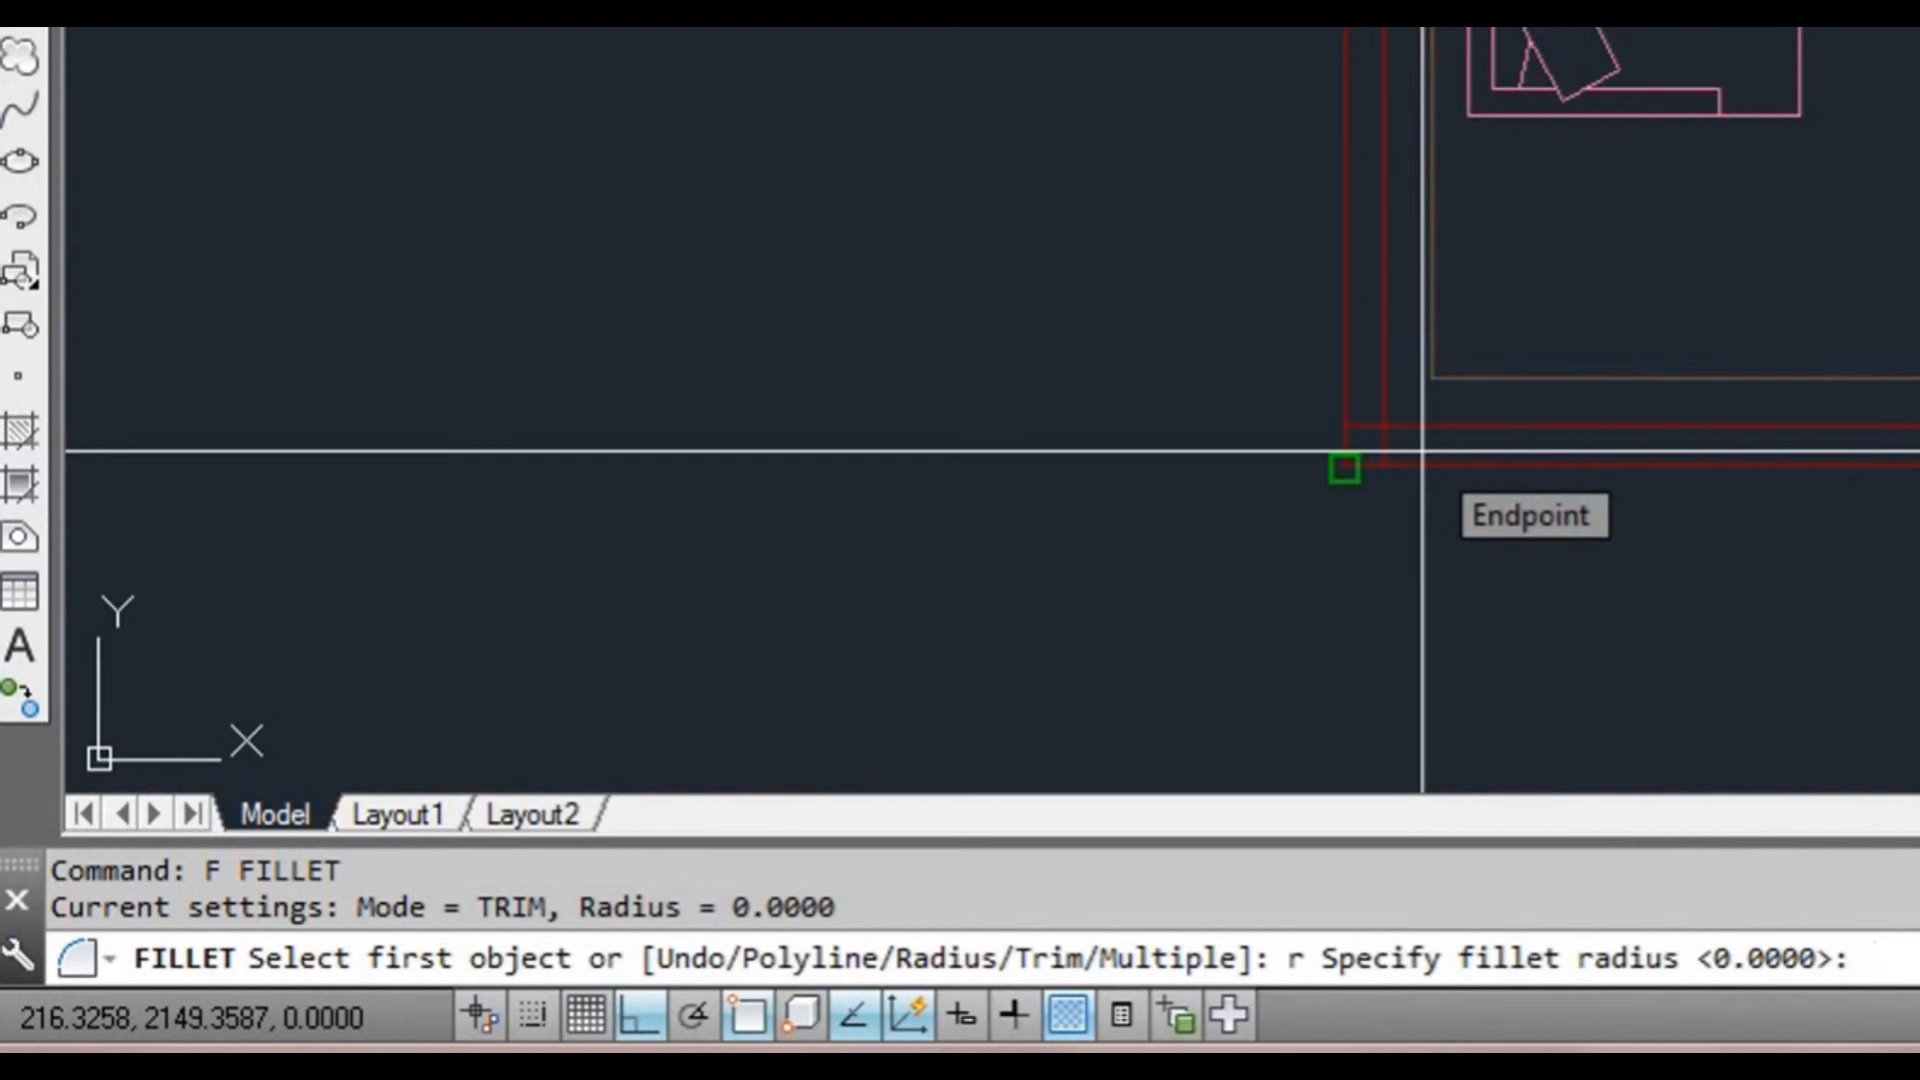 Endpoint
Y
X
Model Layout1 Layout2
Command: F FILLET
Current settings: Mode = TRIM, Radius = 0.0000
FILLET Select first object or [Undo/Polyline/Radius/Trim/Multiple]: r Specify fillet radius <0.0000>:
216.3258, 2149.3587, 0.0000
A